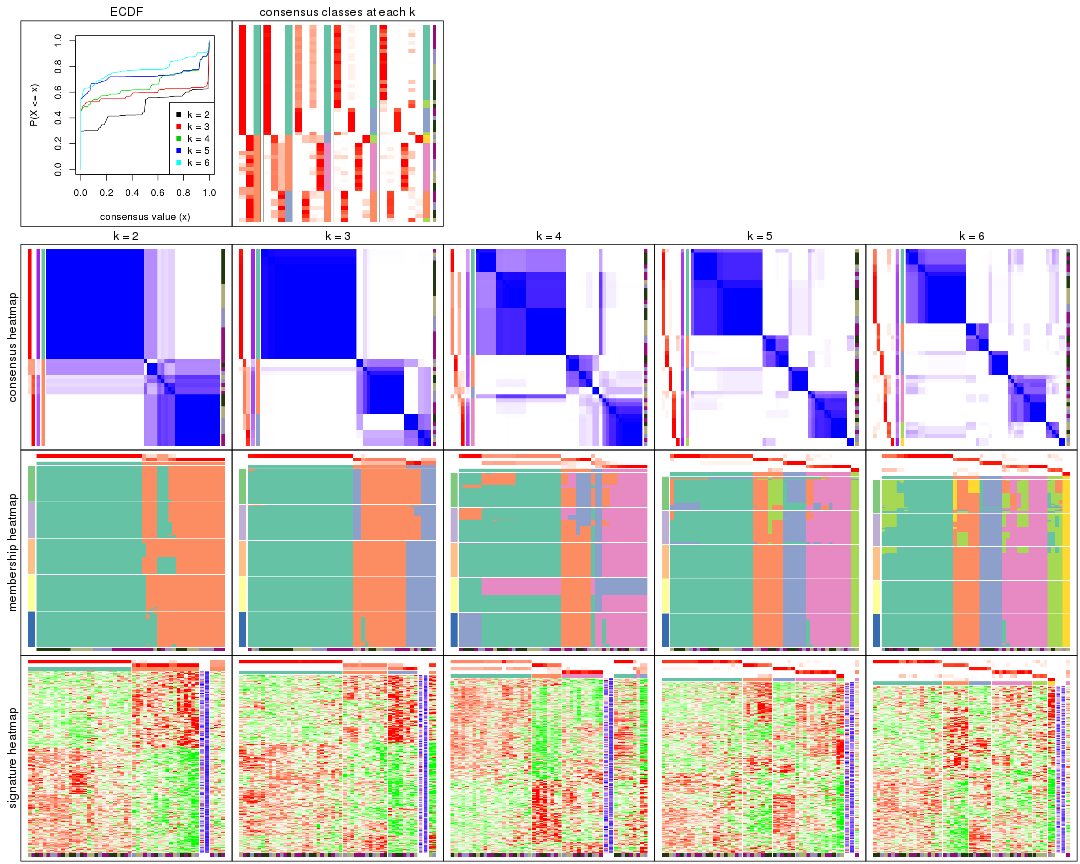 ECDF
consensus classes at each k
P(X <= x)
0.0
0.2
0.4
0.6
0.8
1.0
k = 2
k = 3
k = 4
k = 5
k = 6
0.0 0.2 0.4 0.6 0.8 1.0
consensus value (x)
k = 2
k = 3
k = 4
k = 5
k = 6
consensus heatmap
membership heatmap
signature heatmap